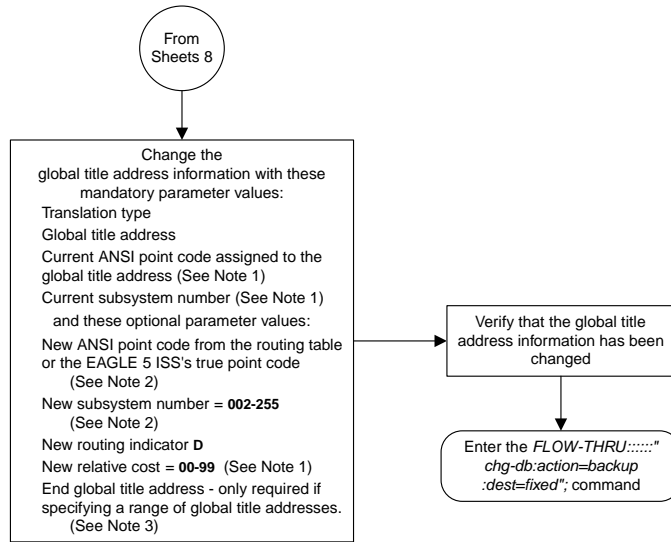 From
Sheets 8
Change the
global title address information with these
mandatory parameter values:
Translation type
Global title address
Current ANSI point code assigned to the
global title address (See Note 1)
Current subsystem number (See Note 1)
and these optional parameter values:
New ANSI point code from the routing table
or the EAGLE 5 ISS's true point code
(See Note 2)
New subsystem number = 002-255
(See Note 2)
New routing indicator D
New relative cost = 00-99 (See Note 1)
End global title address - only required if
specifying a range of global title addresses.
(See Note 3)
Verify that the global title
address information has been
changed
Enter the FLOW-THRU::::::"
chg-db:action=backup
:dest=fixed"; command